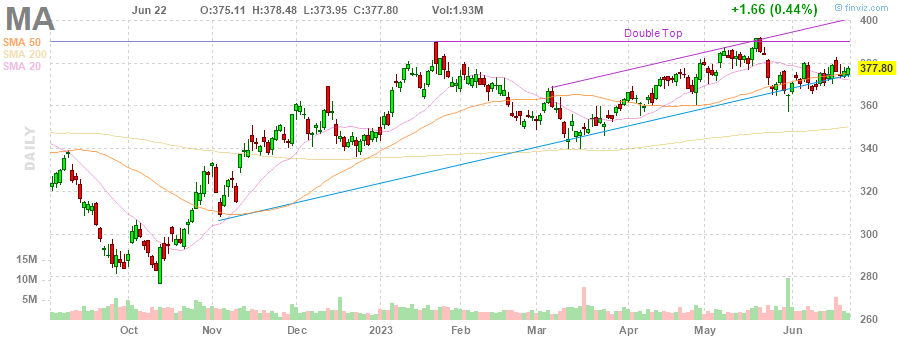 MA
Jun 22 O:375.11 H:378.48 L:373.95 C:377.80 Vol:1.93M +1.66 (0.44%) finviz.com
400
Double Top
SMA 50
SMA 200
SMA 20
377.80
360
DAILY
340
320
300
15M
10M 280
5M
260
Oct Nov Dec 2023 Feb Mar Apr May Jun